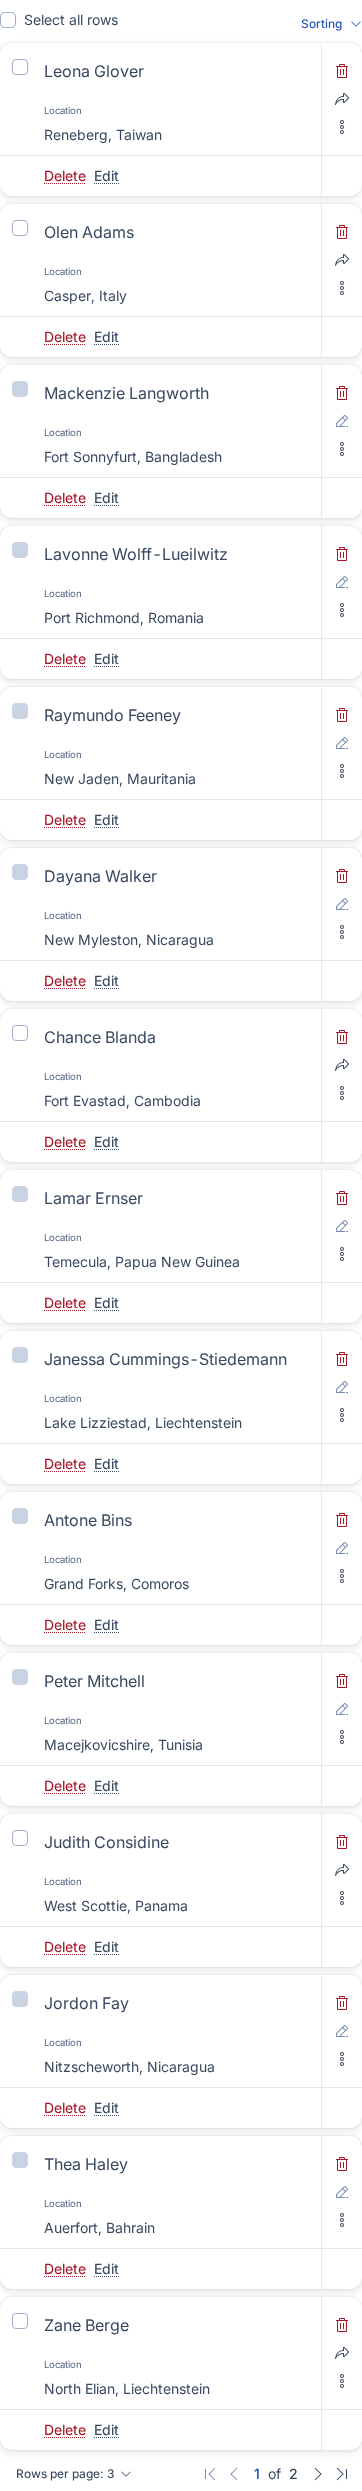 Select all rows
Sorting
Leona Glover
Location
Reneberg, Taiwan
Delete Edit
Olen Adams
Location
Casper, Italy
Delete Edit
Mackenzie Langworth
Location
Fort Sonnyfurt, Bangladesh
Delete Edit
Lavonne Wolff-Lueilwitz
Location
Port Richmond, Romania
Delete Edit
Raymundo Feeney
Location
New Jaden, Mauritania
Delete Edit
Dayana Walker
Location
New Myleston, Nicaragua
Delete Edit
Chance Blanda
Location
Fort Evastad, Cambodia
Delete Edit
Lamar Ernser
Location
Temecula, Papua New Guinea
Delete Edit
Janessa Cummings-Stiedemann
Location
Lake Lizziestad, Liechtenstein
Delete Edit
Antone Bins
Location
Grand Forks, Comoros
Delete Edit
Peter Mitchell
Location
Macejkovicshire, Tunisia
Delete Edit
Judith Considine
Location
West Scottie, Panama
Delete Edit
Jordon Fay
Location
Nitzscheworth, Nicaragua
Delete Edit
Thea Haley
Location
Auerfort, Bahrain
Delete Edit
Zane Berge
Location
North Elian, Liechtenstein
Delete Edit
Rows per page: 3 1 of 2